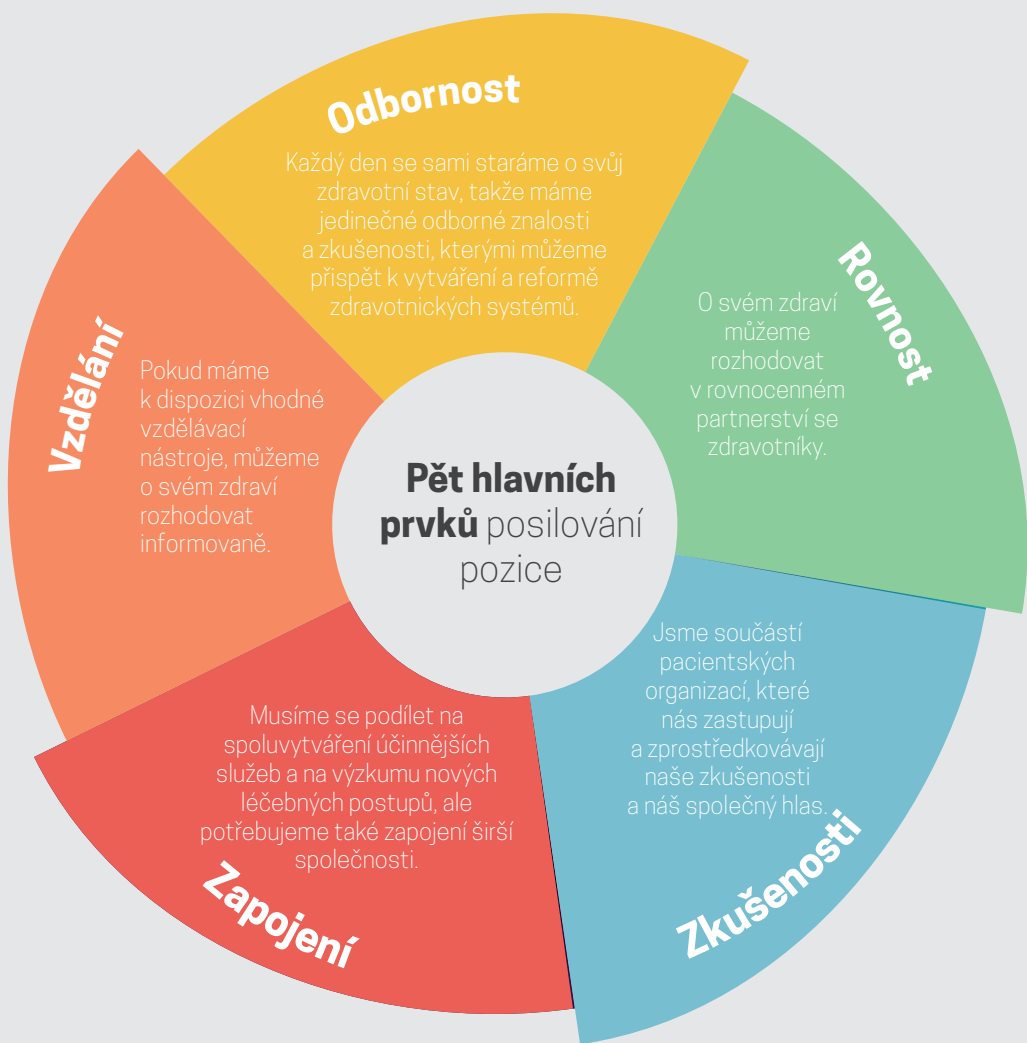 Odbornost
Každý den se sami staráme o svůj
zdravotní stav, takže máme
jedinečné odborné znalosti
a zkušenosti, kterými můžeme
přispět k vytváření a reformě
zdravotnických systémů.
Rovnost
O svém zdraví
můžeme
rozhodovat
v rovnocenném
partnerství se
zdravotníky.
Vzdělání
Pokud máme
k dispozici vhodné
vzdělávací
nástroje, můžeme
o svém zdraví
rozhodovat
informovaně.
Pět hlavních
prvků posilování
pozice
Jsme součástí
pacientských
organizací, které
nás zastupují
a zprostředkovávají
naše zkušenosti
a náš společný hlas.
Zkušenosti
Musíme se podílet na
spoluvytváření účinnějších
služeb a na výzkumu nových
léčebných postupů, ale
potřebujeme také zapojení širší
společnosti.
Zapojení